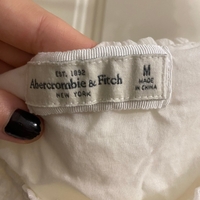 EST. 1892
Abercrombie & Fitch
NEW YORK
M
MADE
IN CHINA